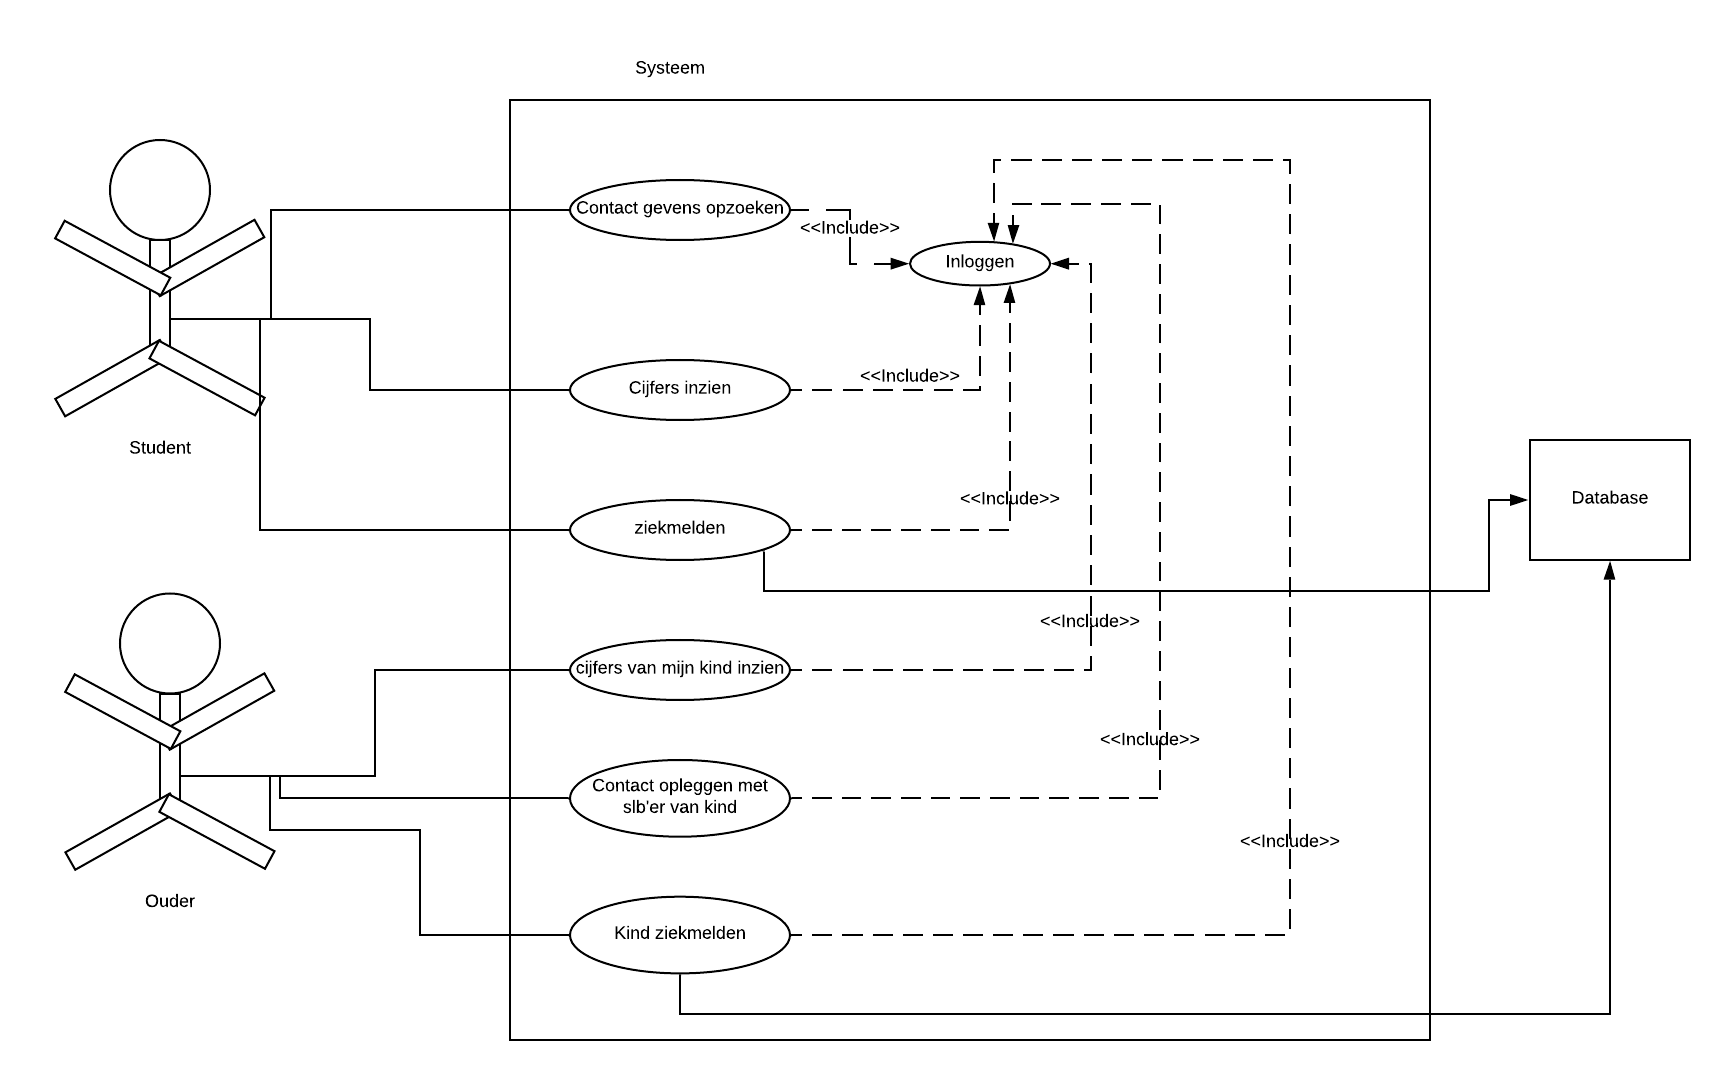 Systeem
Contact gevens opzoeken
<<Include>>
Inloggen
<<Include>>
Cijfers inzien
Student
<<Include>>
Database
ziekmelden
<<Include>>
cijfers van mijn kind inzien
<<Include>>
Contact opleggen met
slb'er van kind
<<Include>>
Ouder
Kind ziekmelden